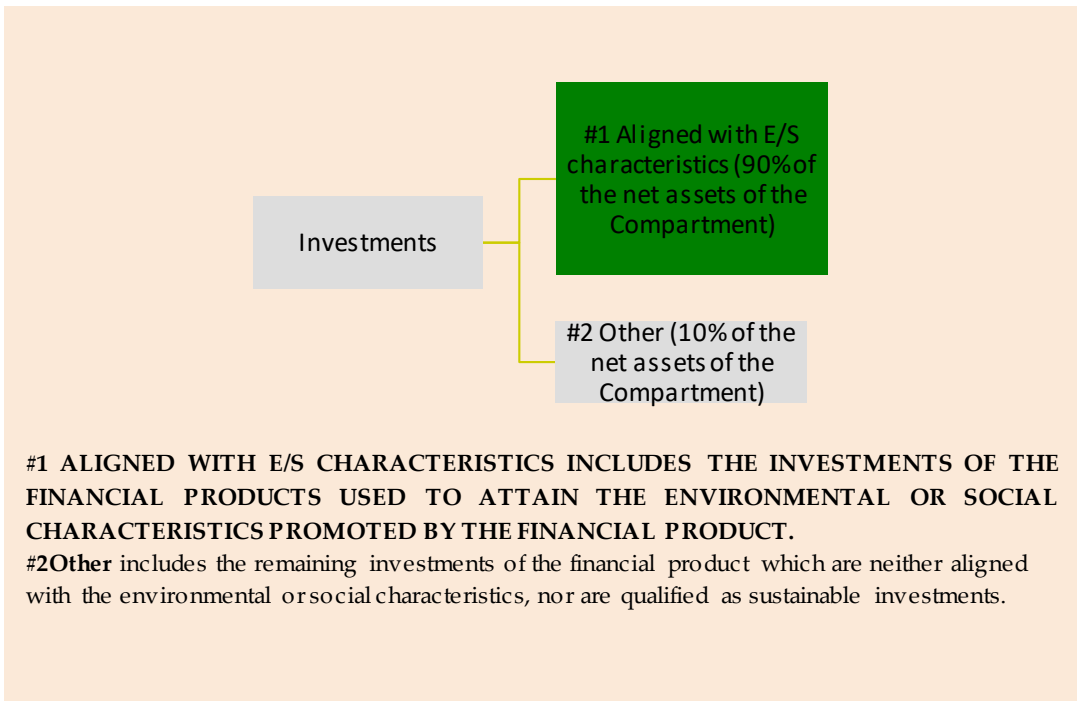 #1 Aligned with E/S
characteristics (90% of
the net assets of the
Compartment)
Investments
#2 Other (10% of the
net assets of the
Compartment)
#1 ALIGNED WITH E/S CHARACTERISTICS INCLUDES THE INVESTMENTS OF THE
FINANCIAL PRODUCTS USED TO ATTAIN THE ENVIRONMENTAL OR SOCIAL
CHARACTERISTICS PROMOTED BY THE FINANCIAL PRODUCT.
#2Other includes the remaining investments of the financial product which are neither aligned
with the environmental or social characteristics, nor are qualified as sustainable investments.